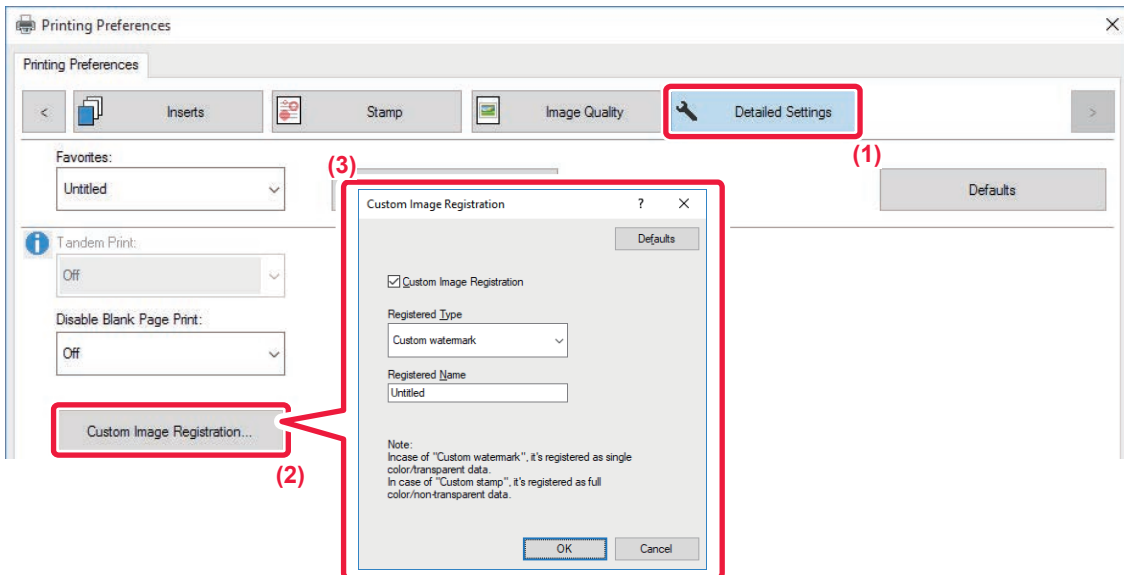 Printing Preferences
Printing Preferences
< Inserts Stamp Image Quality Detailed Settings >
(1)
Favorites:
Untitled
Defaults
(3)
Tandem Print:
Off
Disable Blank Page Print:
Off
Custom Image Registration...
(2)
Custom Image Registration ?
Defaults
Custom Image Registration
Registered Type
Custom watermark
Registered Name
Untitled
Note:
Incase of "Custom watermark", it's registered as single
color/transparent data.
In case of "Custom stamp", it's registered as full
color/non-transparent data.
OK Cancel